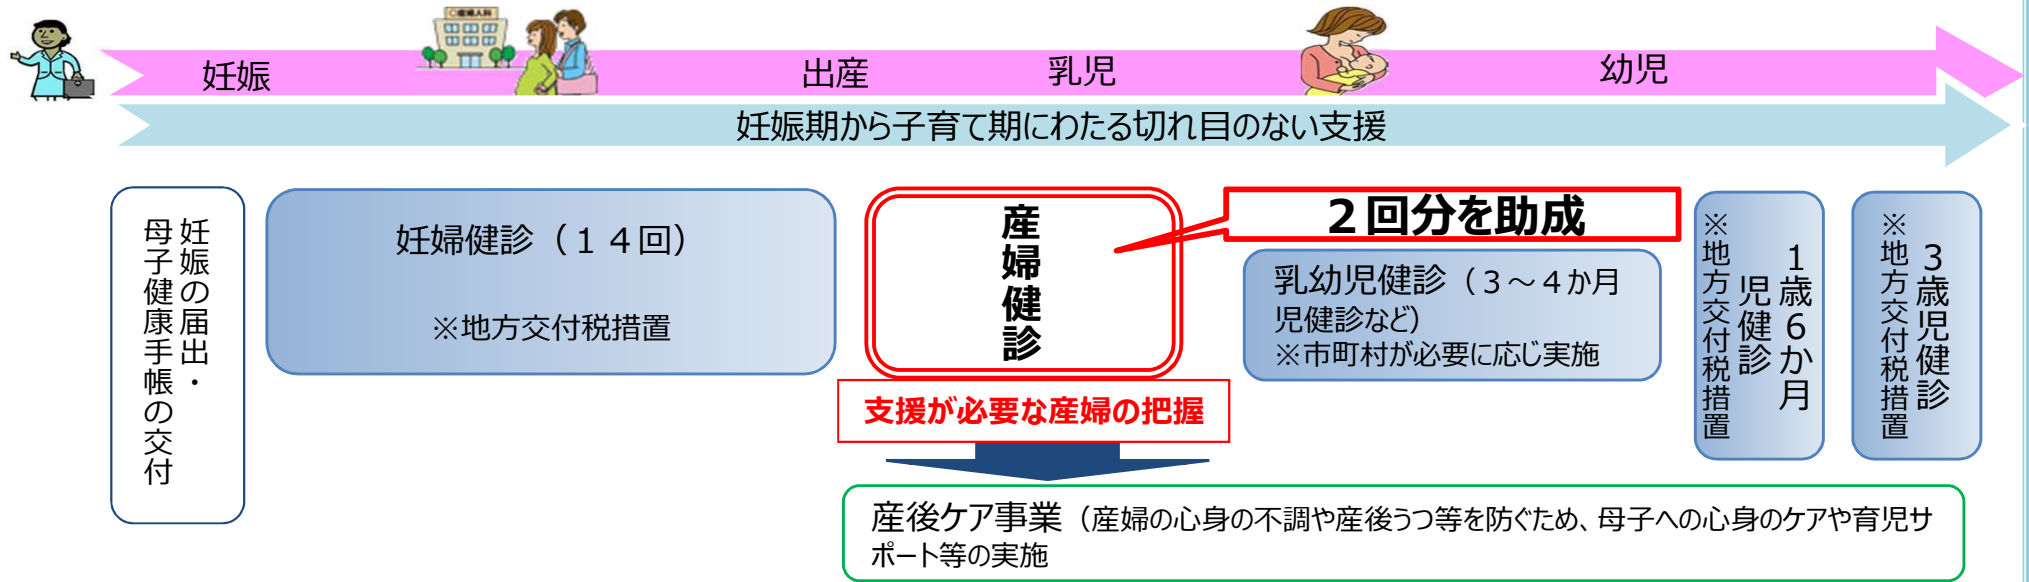 ○産婦人科
妊娠
出産
乳児
幼児
妊娠期から子育て期にわたる切れ目のない支援
妊娠の届出・
母子健康手帳の交付
妊婦健診（１４回）
※地方交付税措置
産婦健診
２回分を助成
乳幼児健診（３～４か月
児健診など）
※市町村が必要に応じ実施
１歳６か月
児健診
※地方交付税措置
３歳児健診
※地方交付税措置
支援が必要な産婦の把握
産後ケア事業（産婦の心身の不調や産後うつ等を防ぐため、母子への心身のケアや育児サ
ポート等の実施